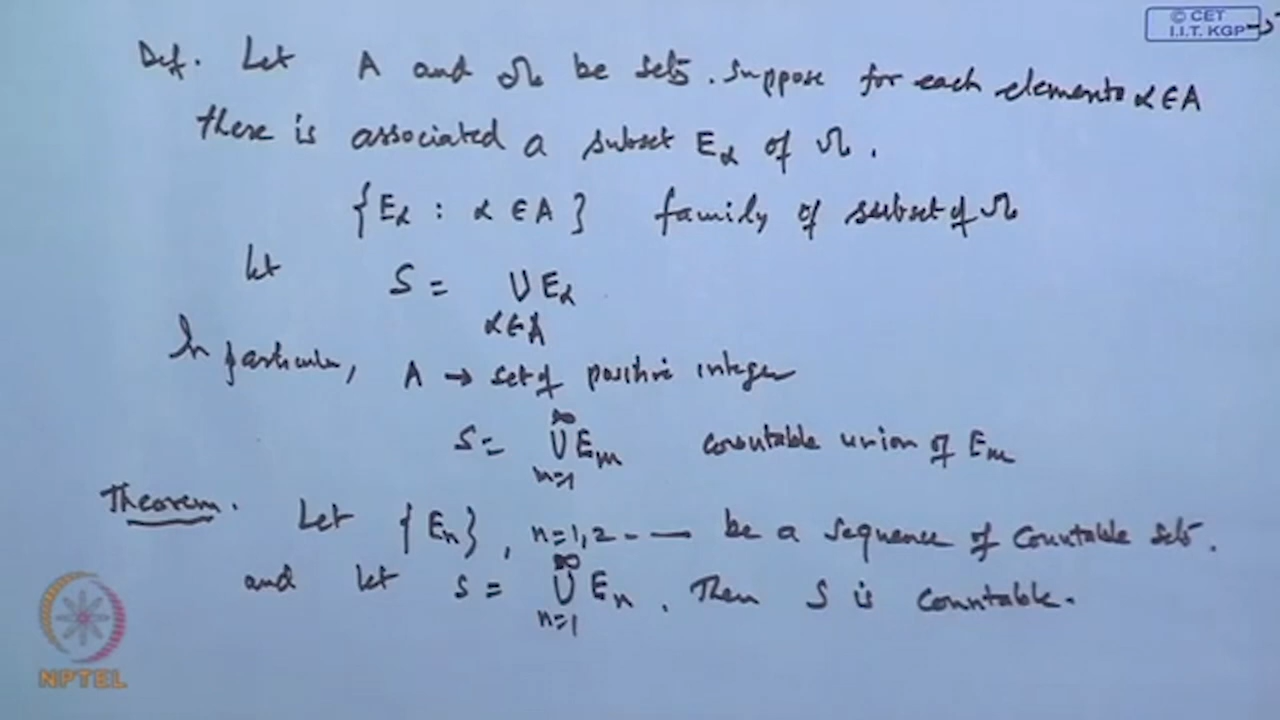 © CET
I.I.T. KGP
Def. Let A and Ω be sets. Suppose for each elements α ∈ A
there is associated a subset Eα of Ω.
{Eα : α ∈ A} family of subset of Ω
Let S = ∪ Eα
α∈A
In particular, A → set of positive integer
∞
S = ∪ Em countable union of Em
m=1
Theorem. Let {En}, n=1,2 - - — be a sequence of countable sets.
∞
and let S = ∪ En. Then S is countable.
n=1
NPTEL